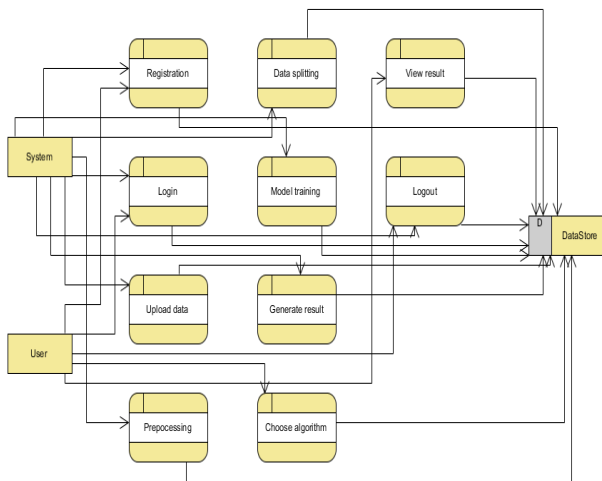 Registration
Data splitting
View result
System
Login
Model training
Logout
D
DataStore
Upload data
Generate result
User
Prepocessing
Choose algorithm